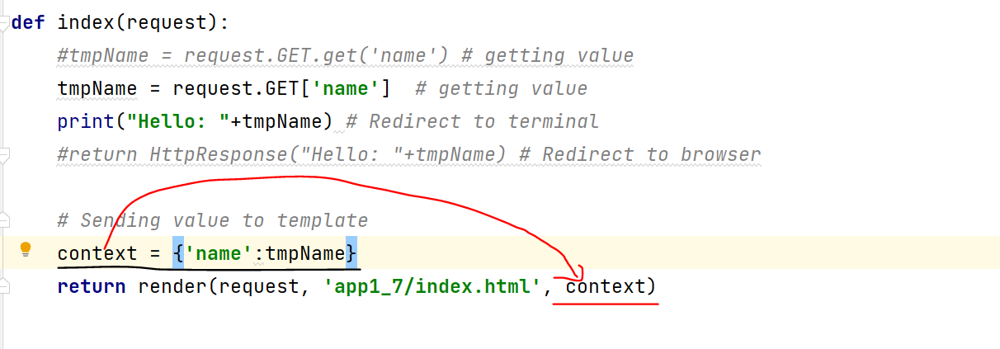 def index(request):
#tmpName = request.GET.get('name') # getting value
tmpName = request.GET['name']  # getting value
print("Hello: "+tmpName) # Redirect to terminal
#return HttpResponse("Hello: "+tmpName) # Redirect to browser
# Sending value to template
context = {'name':tmpName}
return render(request, 'app1_7/index.html', context)